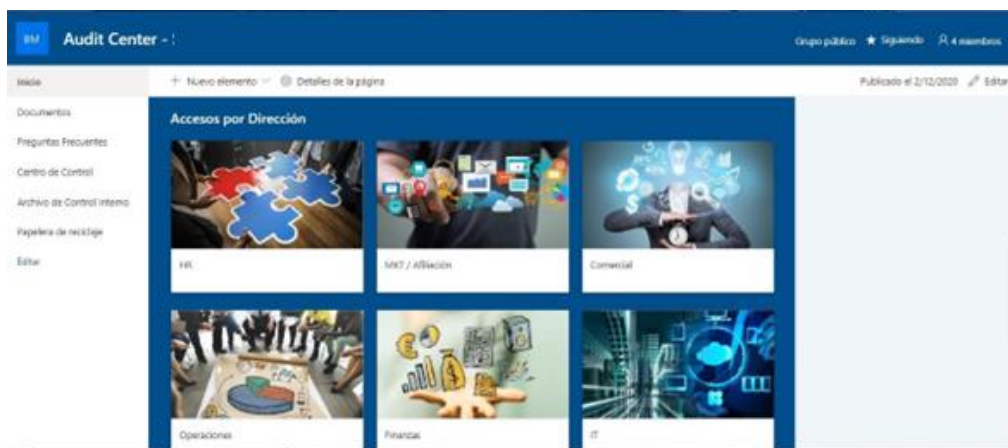 BM
Audit Center -
Grupo público ★ Siguiendo 4 miembros
Inicio
+ Nuevo elemento Detalles de la página
Publicado el 2/12/2020 Editar
Documentos
Preguntas Frecuentes
Centro de Control
Archivo de Control Interno
Papelera de reciclaje
Editar
Accesos por Dirección
HR
MKT / Afiliación
Comercial
Operaciones
Finanzas
IT